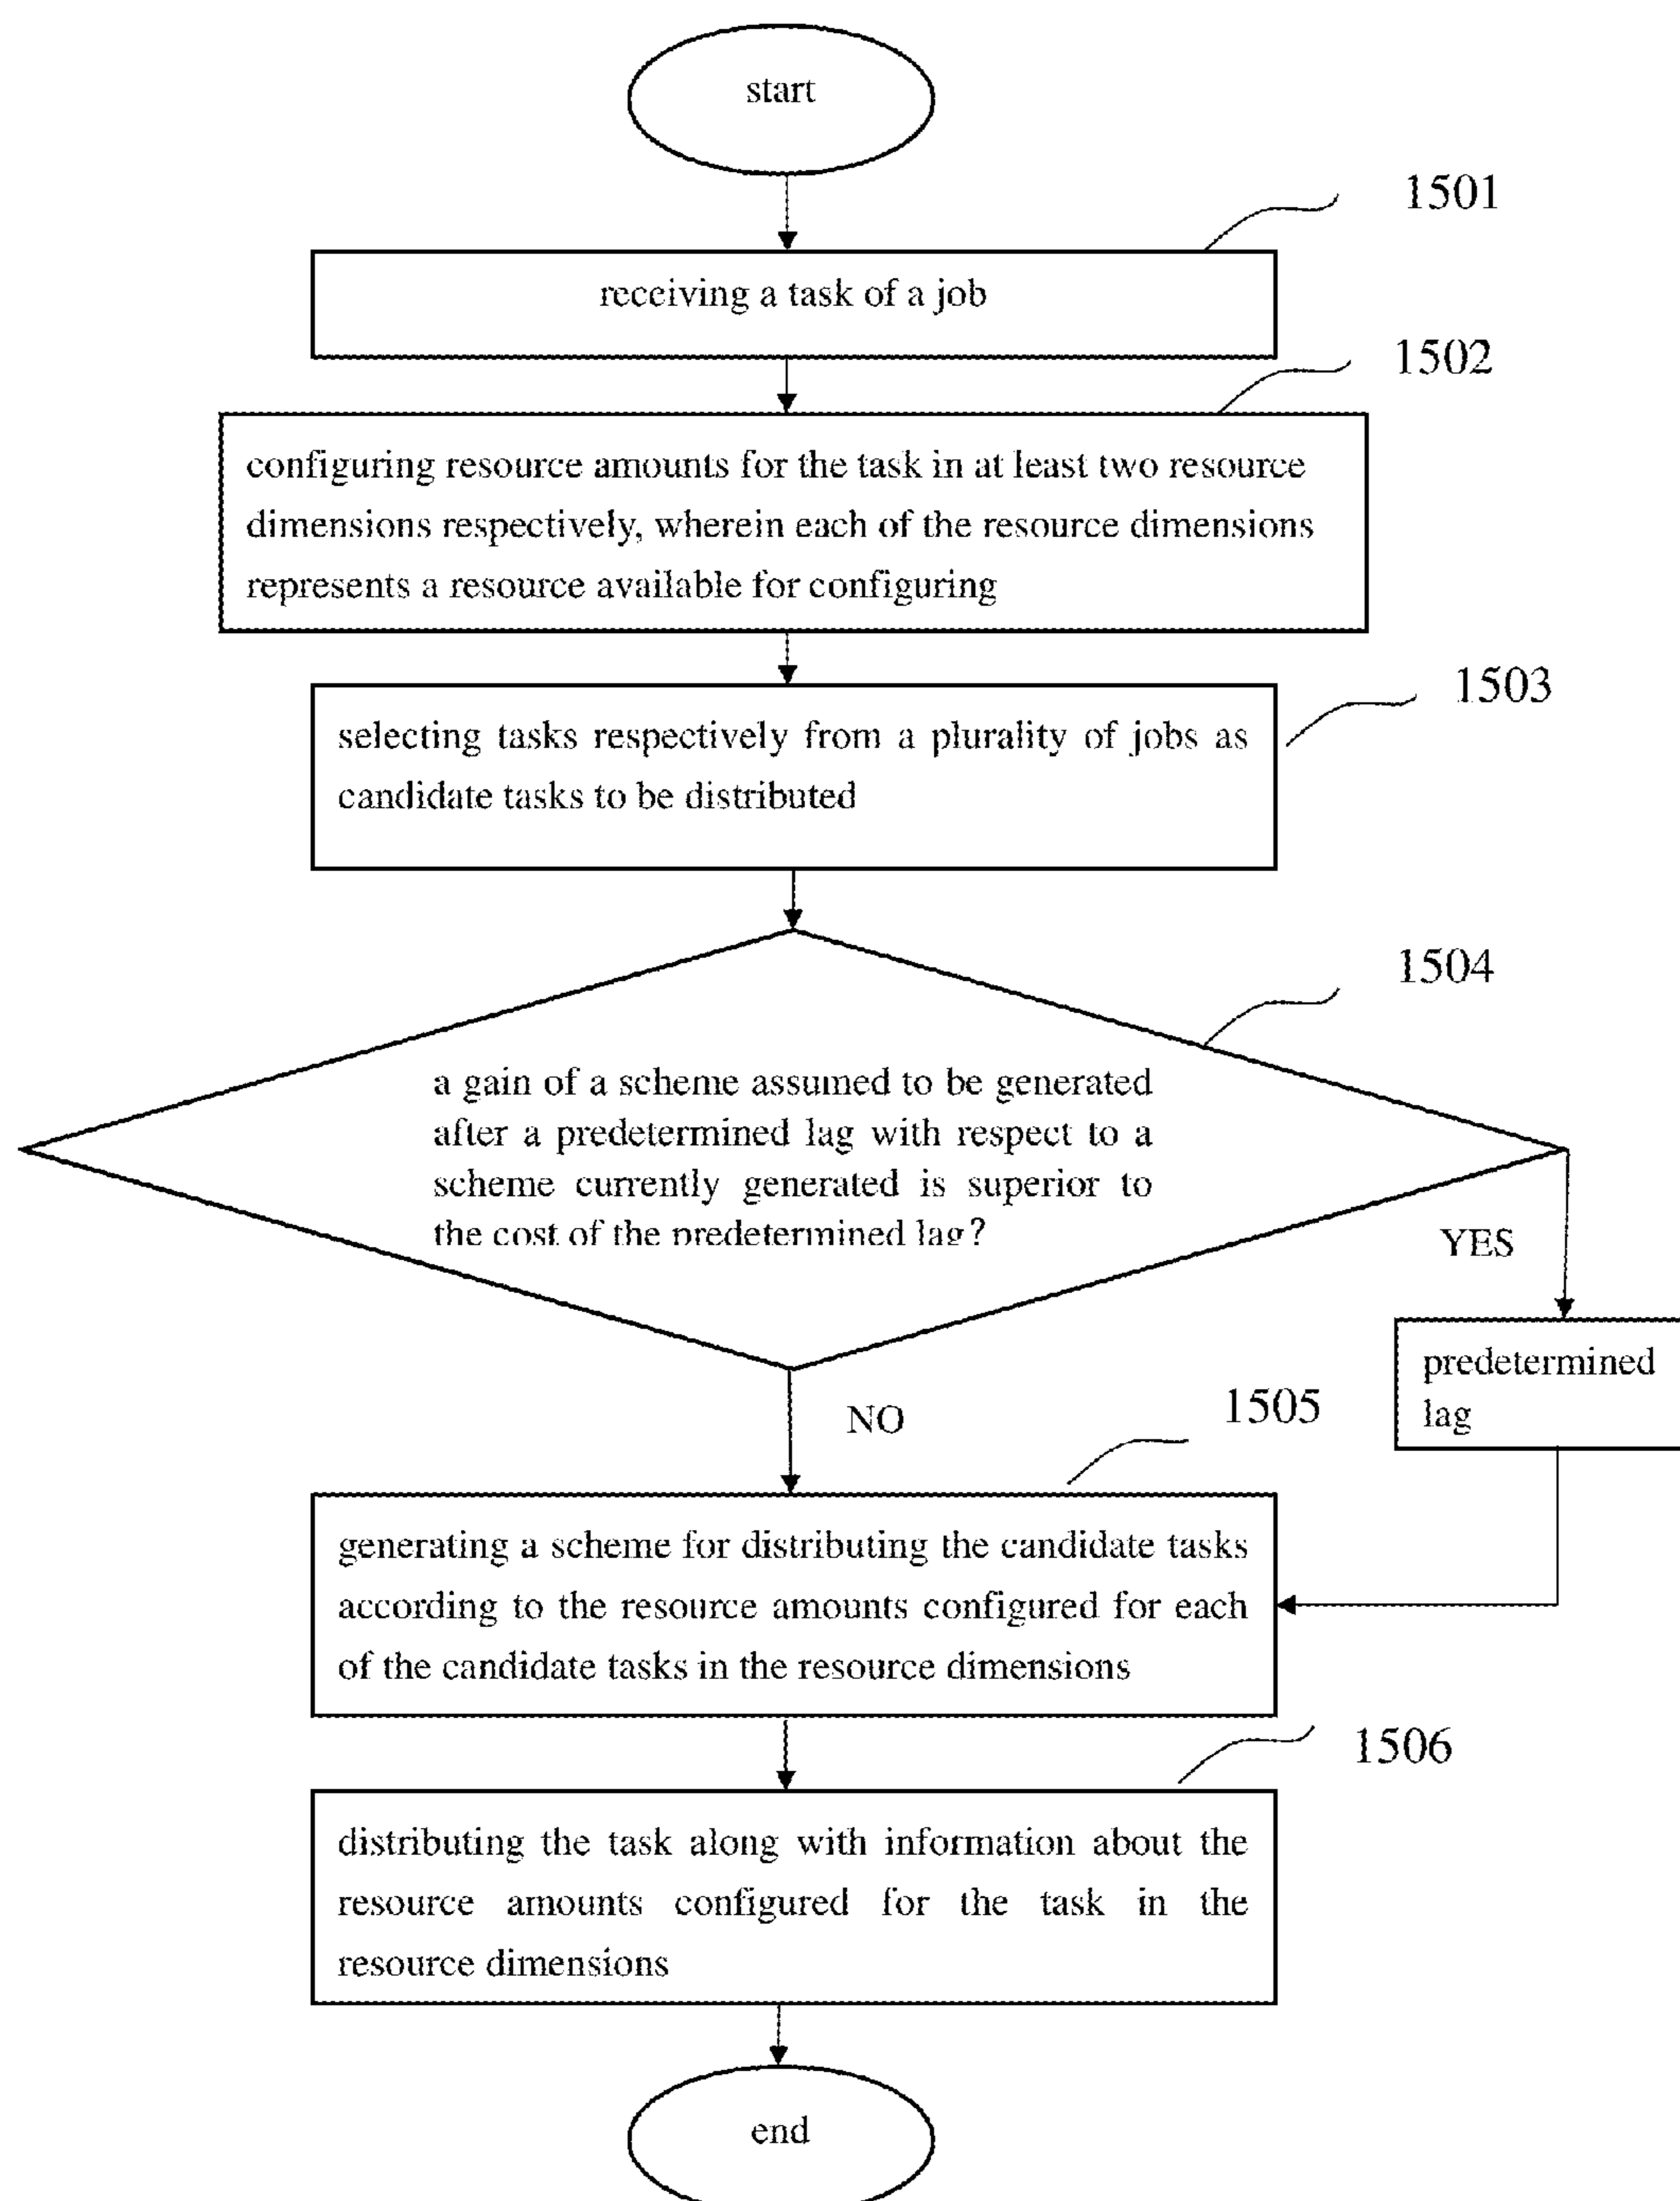 start
1501
receiving a task of a job
1502
configuring resource amounts for the task in at least two resource
dimensions respectively, wherein each of the resource dimensions
represents a resource available for configuring
1503
selecting tasks respectively from a plurality of jobs as
candidate tasks to be distributed
1504
a gain of a scheme assumed to be generated
after a predetermined lag with respect to a
scheme currently generated is superior to
the cost of the predetermined lag?
YES
predetermined
lag
NO
1505
generating a scheme for distributing the candidate tasks
according to the resource amounts configured for each
of the candidate tasks in the resource dimensions
1506
distributing the task along with information about the
resource amounts configured for the task in the
resource dimensions
end